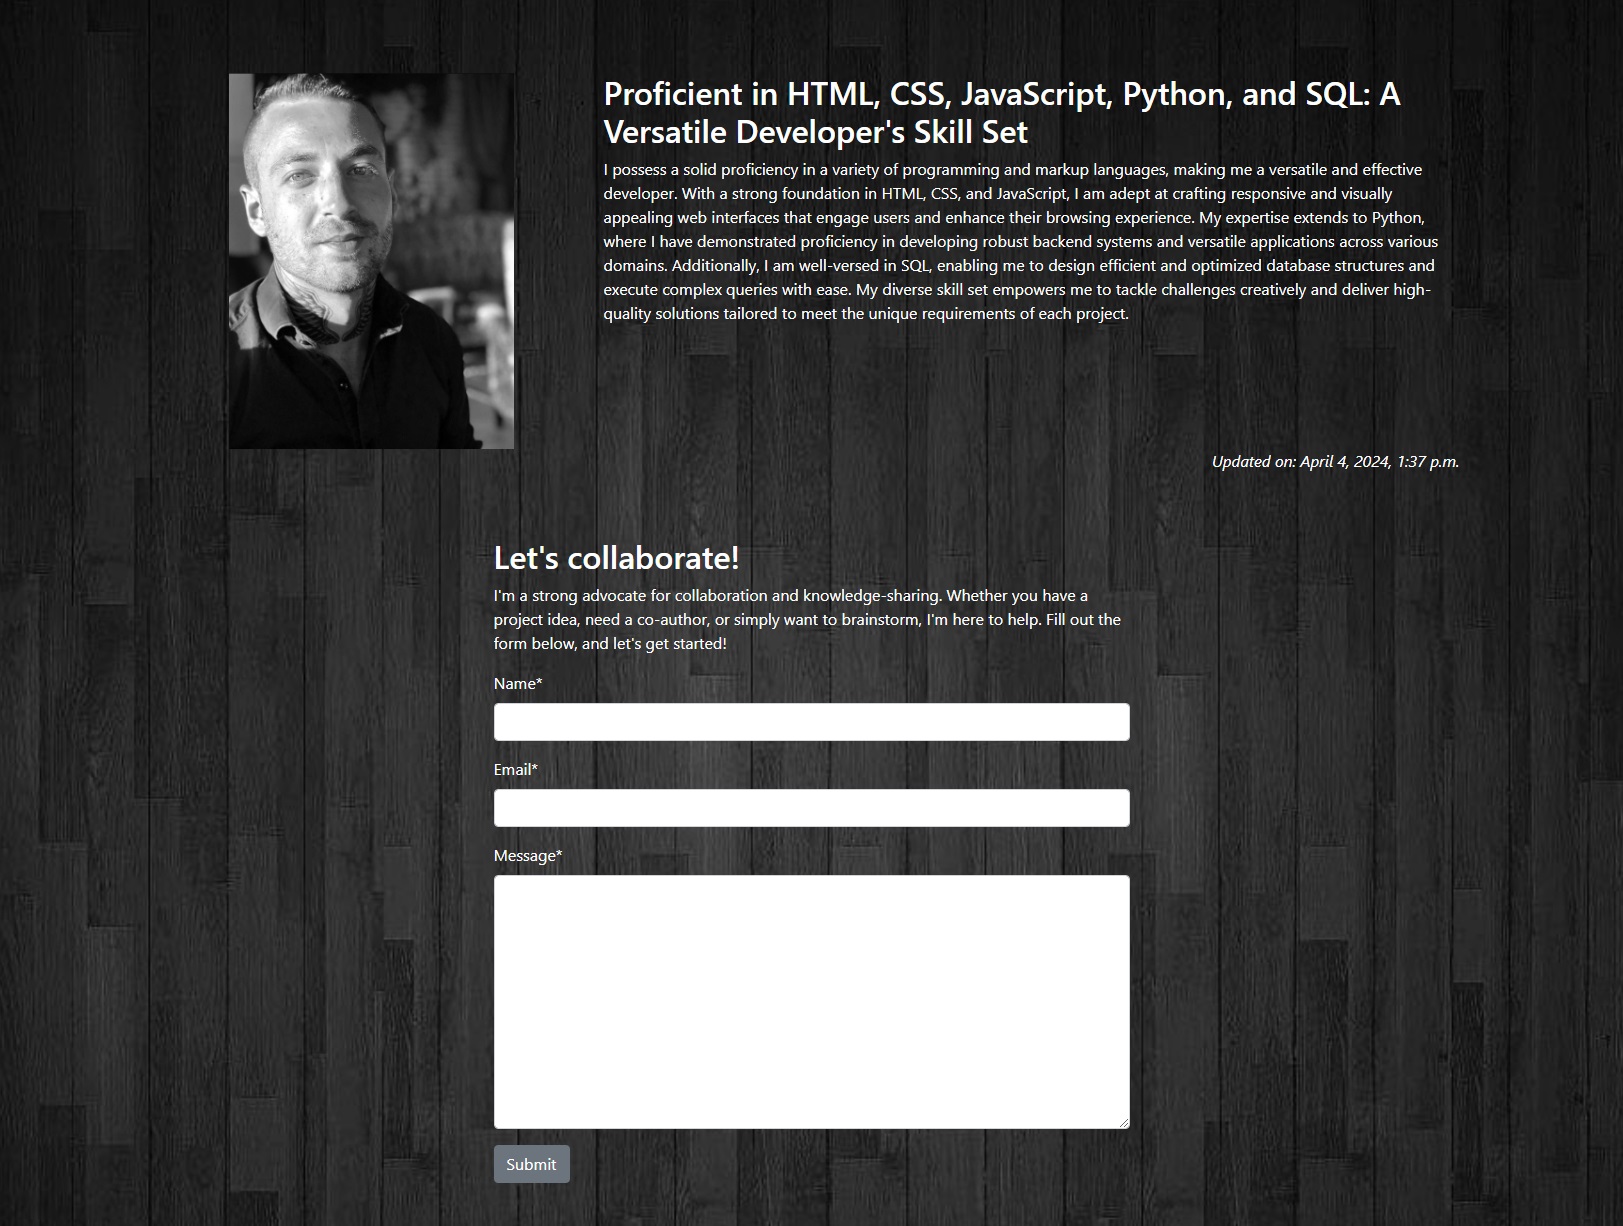 Proficient in HTML, CSS, JavaScript, Python, and SQL: A
Versatile Developer's Skill Set
I possess a solid proficiency in a variety of programming and markup languages, making me a versatile and effective
developer. With a strong foundation in HTML, CSS, and JavaScript, I am adept at crafting responsive and visually
appealing web interfaces that engage users and enhance their browsing experience. My expertise extends to Python,
where I have demonstrated proficiency in developing robust backend systems and versatile applications across various
domains. Additionally, I am well-versed in SQL, enabling me to design efficient and optimized database structures and
execute complex queries with ease. My diverse skill set empowers me to tackle challenges creatively and deliver high-
quality solutions tailored to meet the unique requirements of each project.
Updated on: April 4, 2024, 1:37 p.m.
Let's collaborate!
I'm a strong advocate for collaboration and knowledge-sharing. Whether you have a
project idea, need a co-author, or simply want to brainstorm, I'm here to help. Fill out the
form below, and let's get started!
Name*
Email*
Message*
Submit